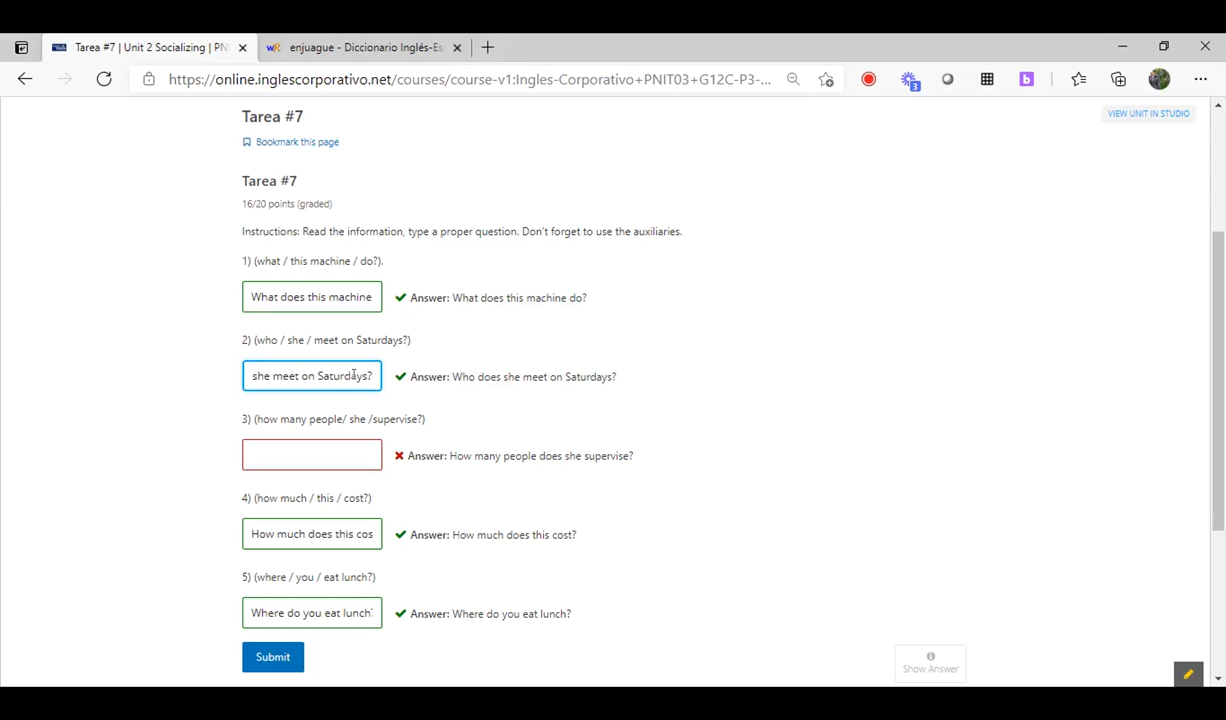 Tarea #7 | Unit 2 Socializing | PN
wR enjuague - Diccionario Inglés-Es
https://online.inglescorporativo.net/courses/course-v1:Ingles-Corporativo+PNIT03+G12C-P3-...
3
b
Tarea #7
VIEW UNIT IN STUDIO
Bookmark this page
Tarea #7
16/20 points (graded)
Instructions: Read the information, type a proper question. Don't forget to use the auxiliaries.
1) (what / this machine / do?).
What does this machine
Answer: What does this machine do?
2) (who / she / meet on Saturdays?)
she meet on Saturdays?
Answer: Who does she meet on Saturdays?
3) (how many people/ she /supervise?)
Answer: How many people does she supervise?
4) (how much / this / cost?)
How much does this cos
Answer: How much does this cost?
5) (where / you / eat lunch?)
Where do you eat lunch?
Answer: Where do you eat lunch?
Submit
Show Answer